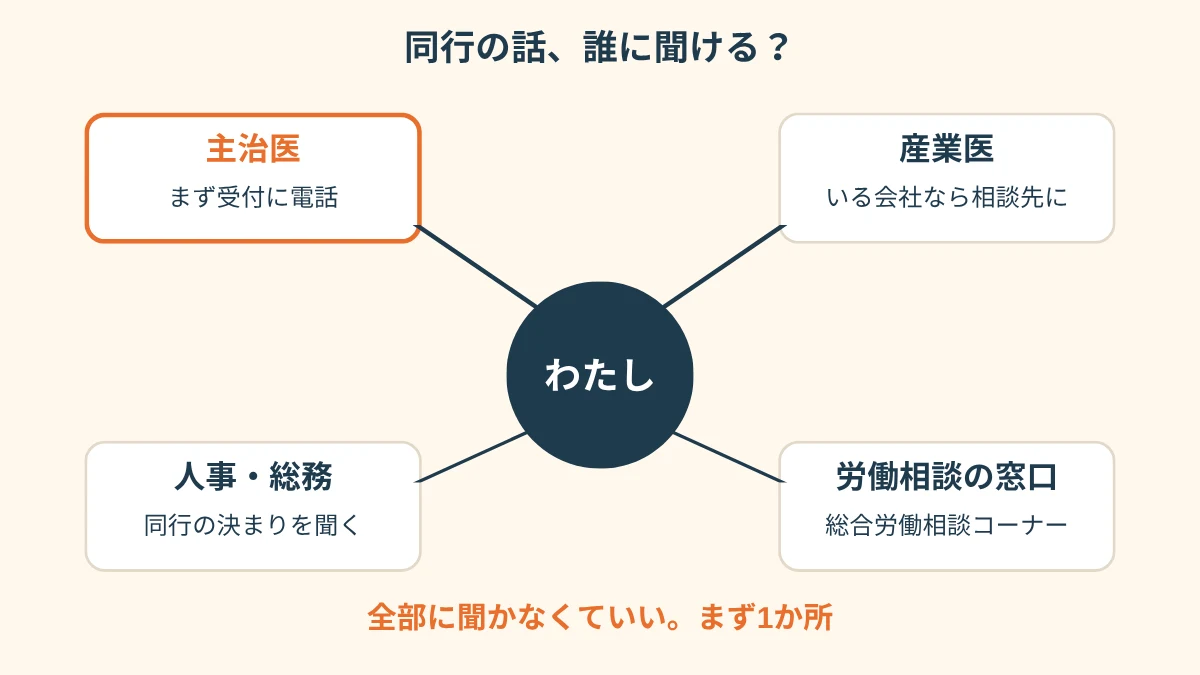 同行の話、誰に聞ける？
主治医
まず受付に電話
産業医
いる会社なら相談先に
わたし
人事・総務
同行の決まりを聞く
労働相談の窓口
総合労働相談コーナー
全部に聞かなくていい。まず1か所